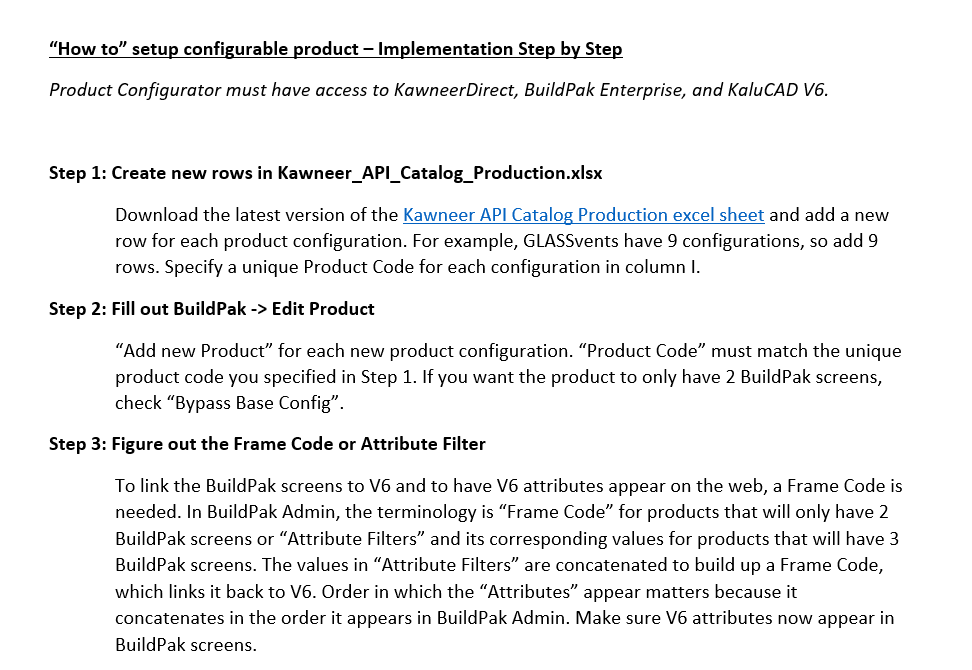 “How to” setup configurable product – Implementation Step by Step
Product Configurator must have access to KawneerDirect, BuildPak Enterprise, and KaluCAD V6.
Step 1: Create new rows in Kawneer_API_Catalog_Production.xlsx
Download the latest version of the Kawneer API Catalog Production excel sheet and add a new
row for each product configuration. For example, GLASSvents have 9 configurations, so add 9
rows. Specify a unique Product Code for each configuration in column I.
Step 2: Fill out BuildPak -> Edit Product
“Add new Product” for each new product configuration. “Product Code” must match the unique
product code you specified in Step 1. If you want the product to only have 2 BuildPak screens,
check “Bypass Base Config”.
Step 3: Figure out the Frame Code or Attribute Filter
To link the BuildPak screens to V6 and to have V6 attributes appear on the web, a Frame Code is
needed. In BuildPak Admin, the terminology is “Frame Code” for products that will only have 2
BuildPak screens or “Attribute Filters” and its corresponding values for products that will have 3
BuildPak screens. The values in “Attribute Filters” are concatenated to build up a Frame Code,
which links it back to V6. Order in which the “Attributes” appear matters because it
concatenates in the order it appears in BuildPak Admin. Make sure V6 attributes now appear in
BuildPak screens.